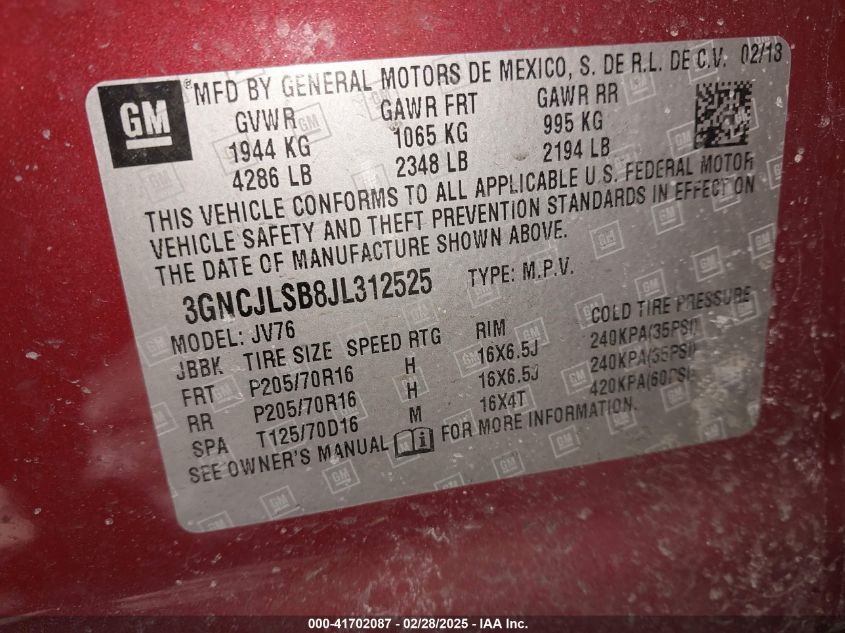 GM
MFD BY GENERAL MOTORS DE MEXICO, S. DE R.L. DE C.V. 02/13
GVWR GAWR FRT GAWR RR
1944 KG 1065 KG 995 KG
4286 LB 2348 LB 2194 LB
THIS VEHICLE CONFORMS TO ALL APPLICABLE U.S. FEDERAL MOTOR
VEHICLE SAFETY AND THEFT PREVENTION STANDARDS IN EFFECT ON
THE DATE OF MANUFACTURE SHOWN ABOVE.
3GNCJLSB8JL312525 TYPE: M.P.V.
MODEL: JV76
JBBK TIRE SIZE SPEED RTG RIM COLD TIRE PRESSURE
FRT P205/70R16 H 16X6.5J 240KPA(35PSI)
RR P205/70R16 H 16X6.5J 240KPA(35PSI)
SPA T125/70D16 M 16X4T 420KPA(60PSI)
SEE OWNER'S MANUAL FOR MORE INFORMATION.
000-41702087 - 02/28/2025 - IAA Inc.